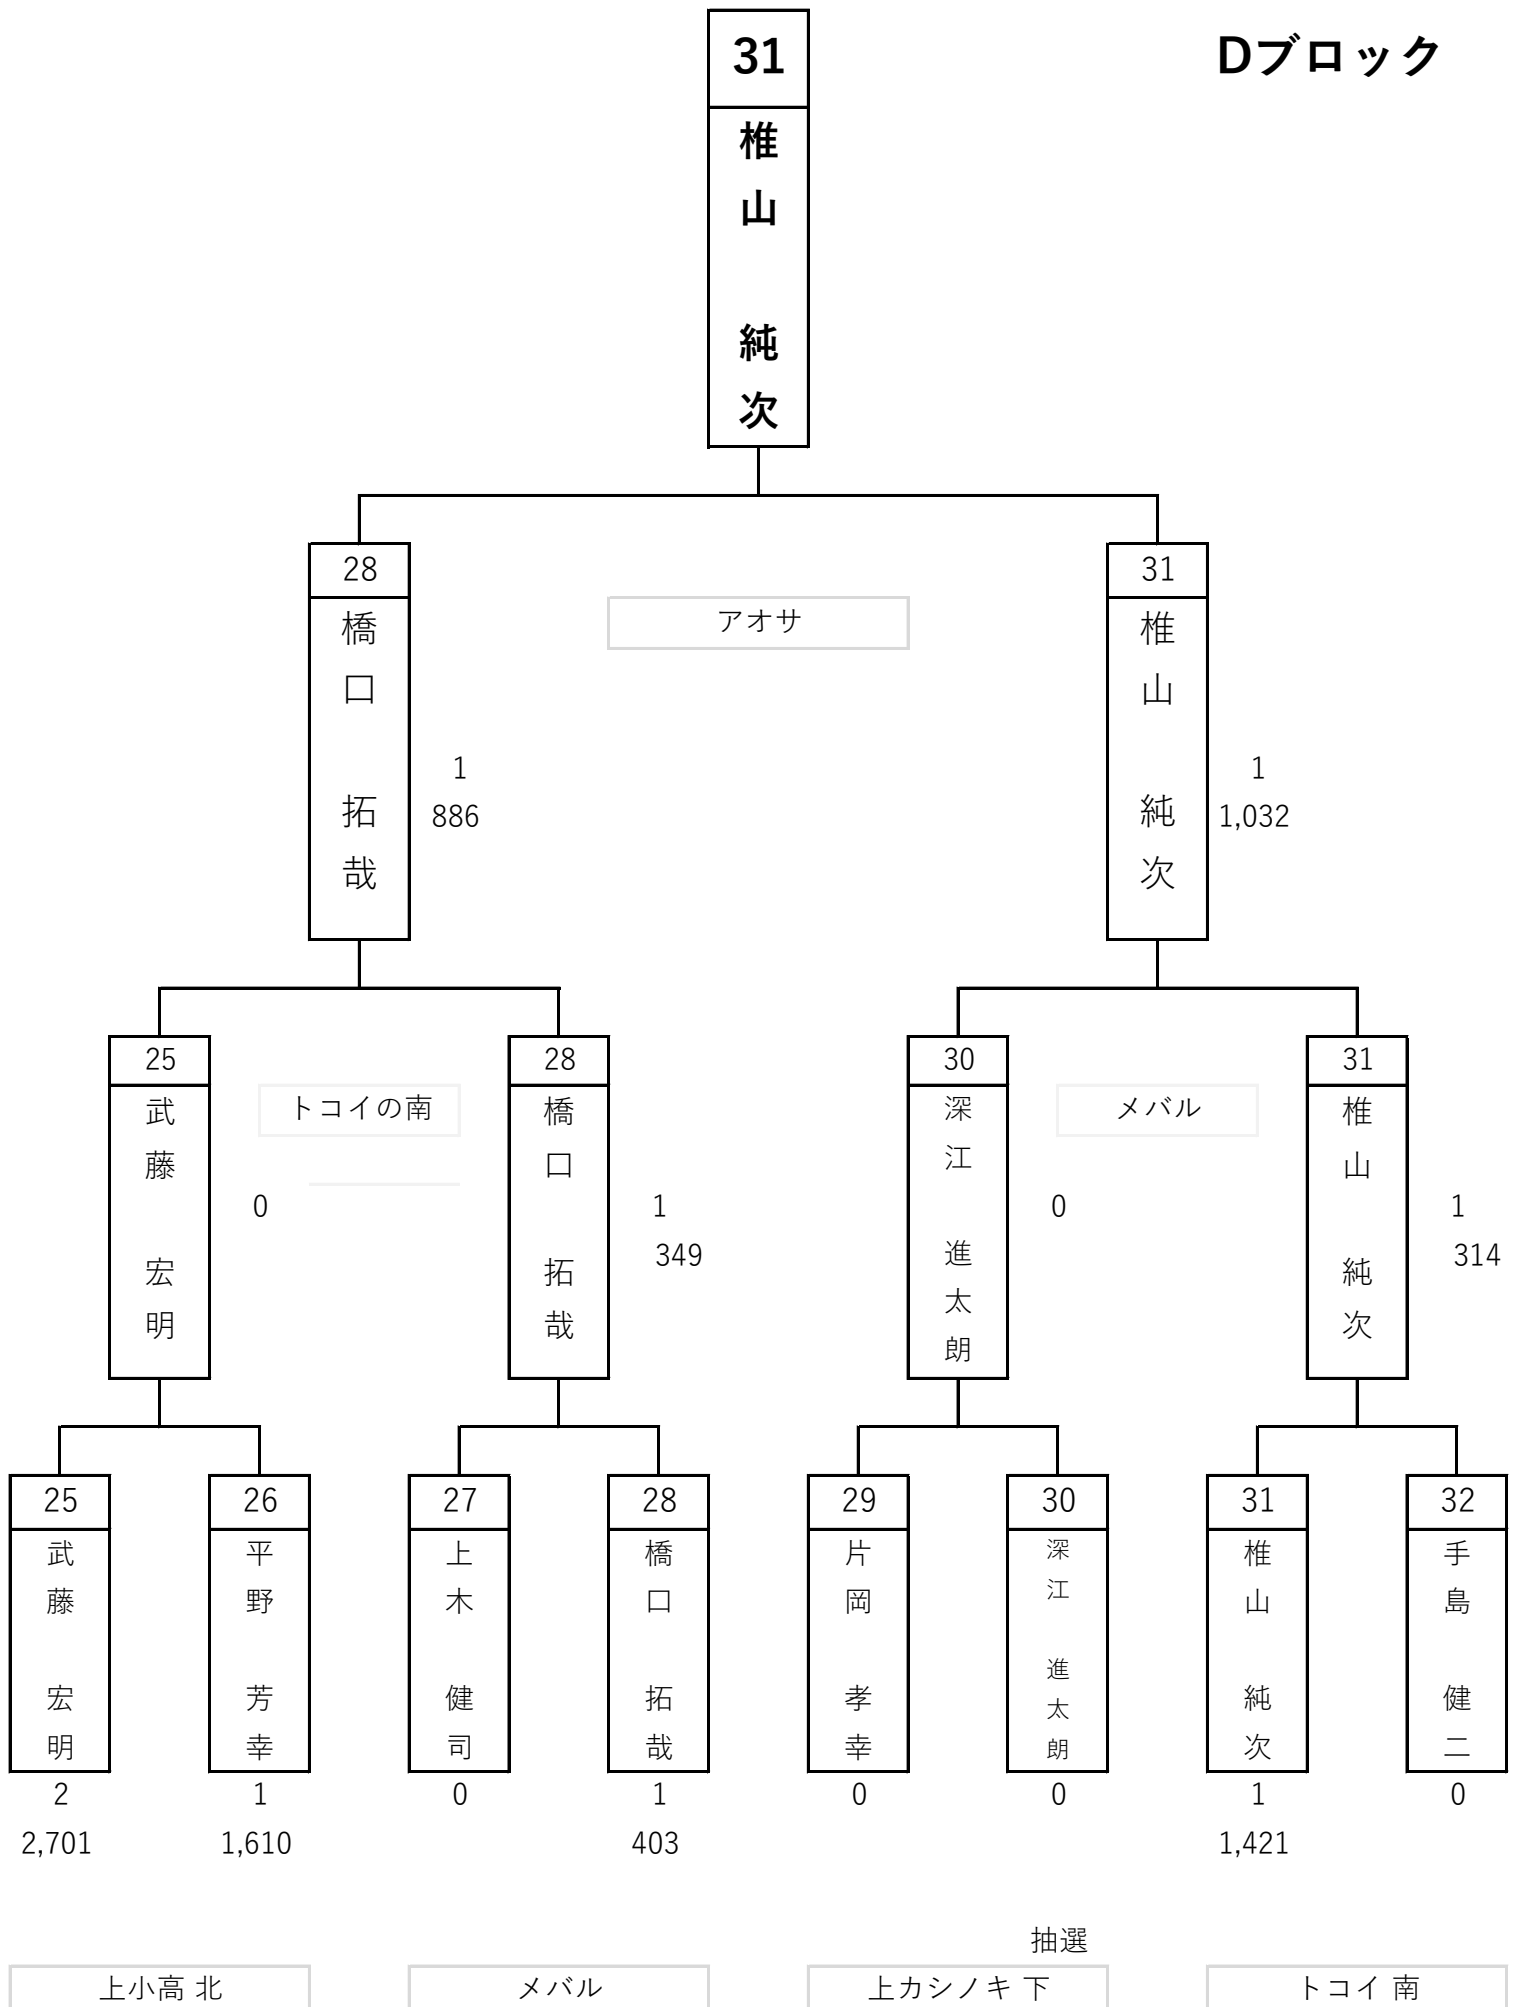 31
Dブロック
椎山 純次
28
31
アオサ
橋口 拓哉
1
886
椎山 純次
1
1,032
25
28
30
31
武藤 宏明
トコイの南
0
橋口 拓哉
1
349
深江 進太朗
メバル
0
椎山 純次
1
314
25
26
27
28
29
30
31
32
武藤 宏明
平野 芳幸
上木 健司
橋口 拓哉
片岡 孝幸
深江 進太朗
椎山 純次
手島 健二
2
1
0
1
0
0
1
0
2,701
1,610
403
1,421
抽選
上小高 北
メバル
上カシノキ 下
トコイ 南